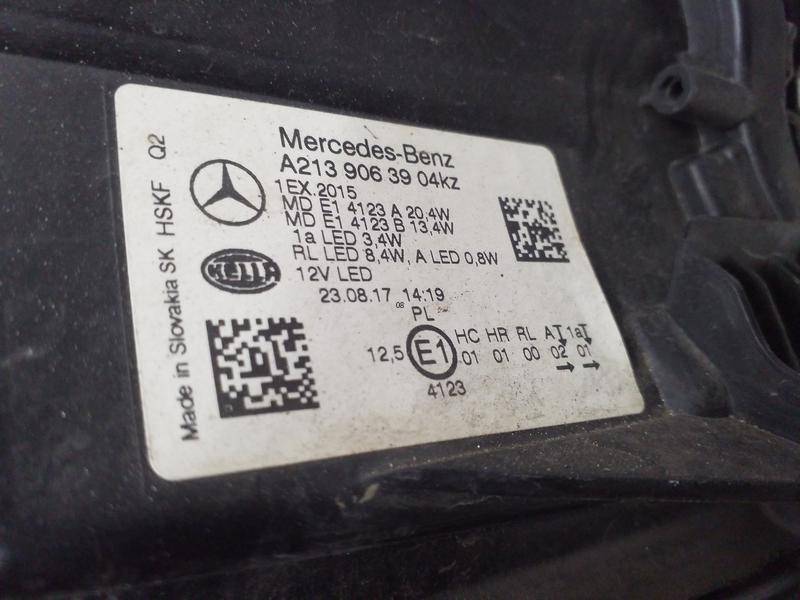 Mercedes-Benz
A213 906 39 04kz
1EX.2015
MD E1 4123 A 20,4W
MD E1 4123 B 13,4W
1a LED 3,4W
RL LED 8,4W, A LED 0,8W
12V LED
23.08.17 14:19
08
PL
HELLA
12,5 E1 HC HR RL AT 1aT
01 01 00 02 01
4123
Made in Slovakia SK HSKF Q2